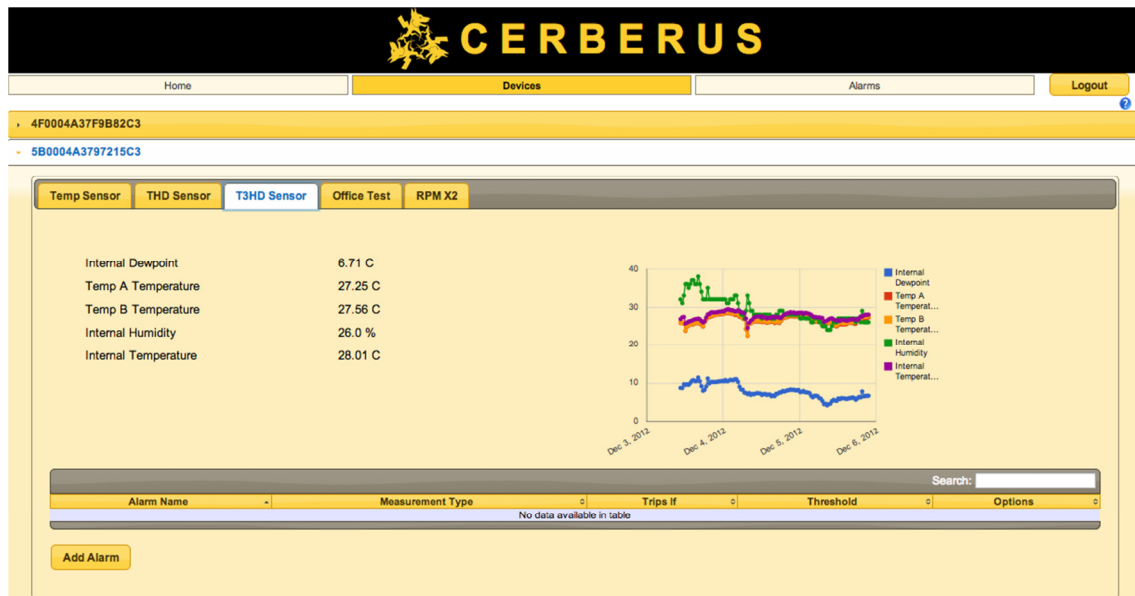 CERBERUS
Home Devices Alarms Logout
?
4F0004A37F9B82C3
5B0004A3797215C3
Temp Sensor THD Sensor T3HD Sensor Office Test RPM X2
Internal Dewpoint 6.71 C
Temp A Temperature 27.25 C
Temp B Temperature 27.56 C
Internal Humidity 26.0 %
Internal Temperature 28.01 C
40
30
20
10
0
Dec 3, 2012 Dec 4, 2012 Dec 5, 2012 Dec 6, 2012
Internal
Dewpoint
Temp A
Temperat...
Temp B
Temperat...
Internal
Humidity
Internal
Temperat...
Search:
Alarm Name Measurement Type Trips If Threshold Options
No data available in table
Add Alarm